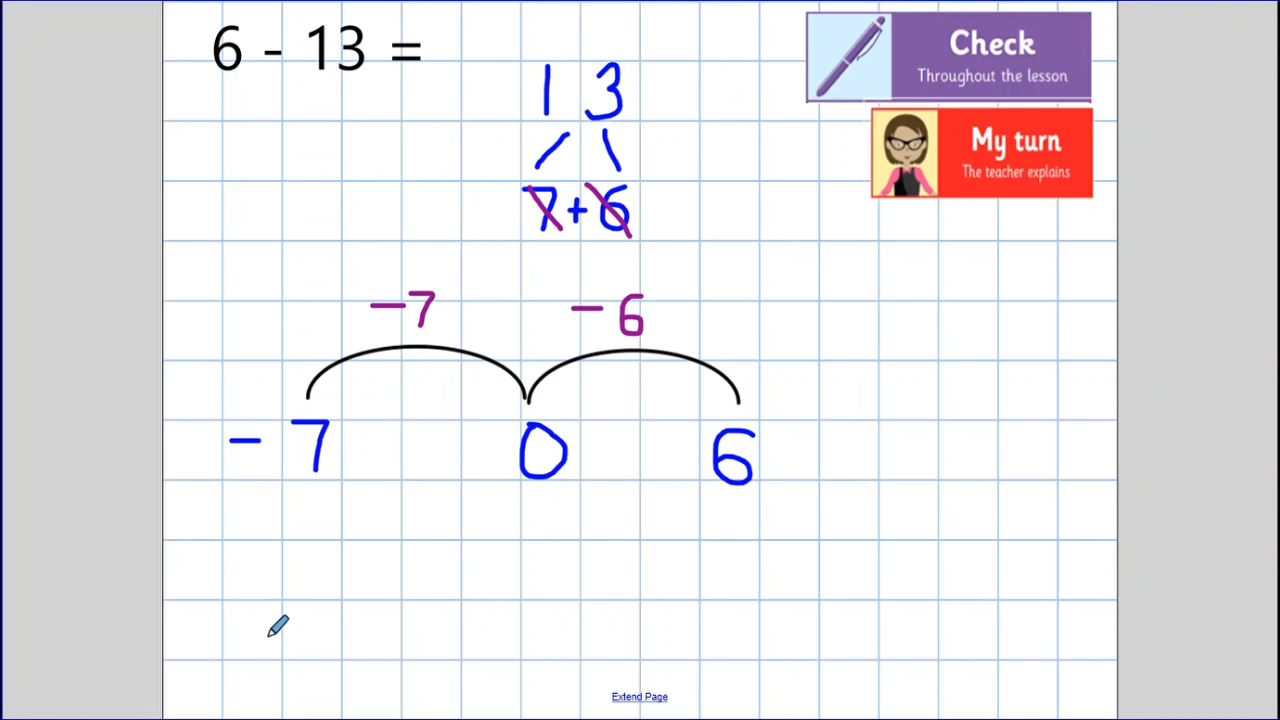 6 - 13 =
Check
Throughout the lesson
My turn
The teacher explains
13
7+6
-7 -6
-7 0 6
Extend Page